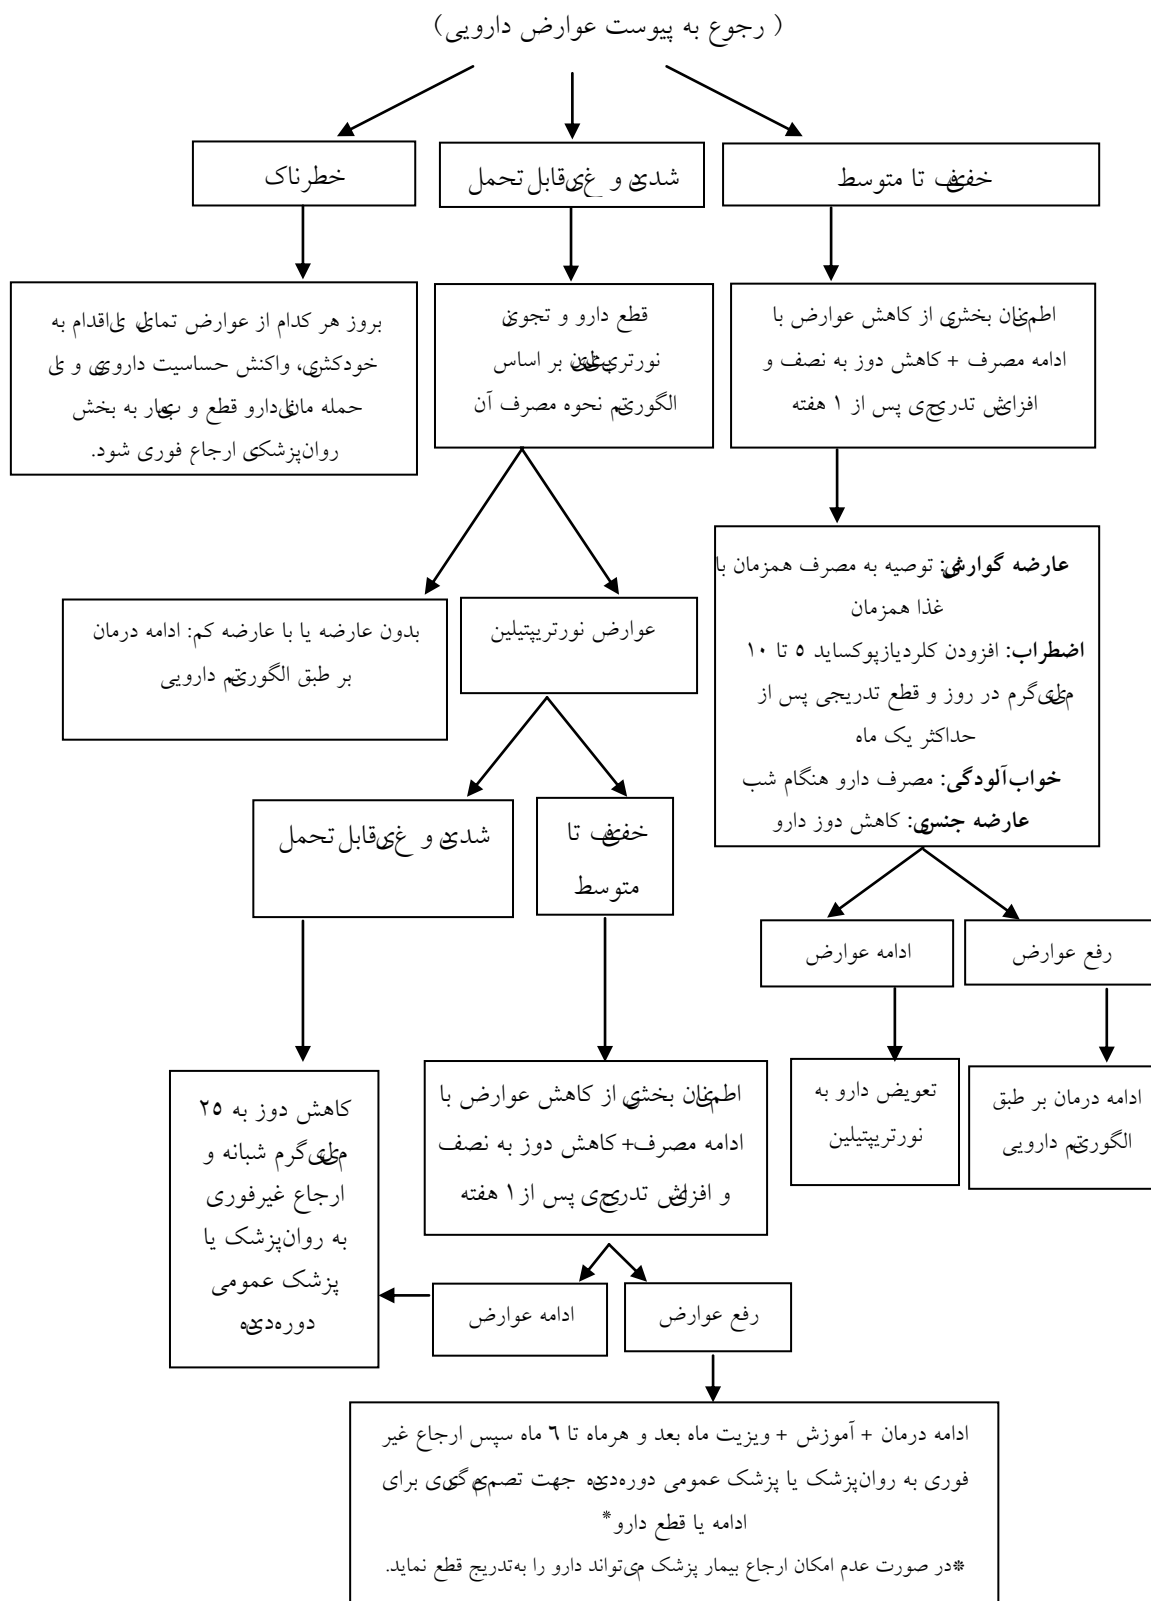 ( رجوع به پیوست عوارض دارویی)
خفیف تا متوسط
شدید و غیرقابل تحمل
خطرناک
اطمینان بخشی از کاهش عوارض با
ادامه مصرف + کاهش دوز به نصف و
افزایش تدریجی پس از ۱ هفته
قطع دارو و تجویز
نورتریپتیلین بر اساس
الگوریتم نحوه مصرف آن
بروز هر کدام از عوارض تمایل یا اقدام به
خودکشی، واکنش حساسیت دارویی و یا
حمله مانیا دارو قطع و بیمار به بخش
روان‌پزشکی ارجاع فوری شود.
عارضه گوارشی: توصیه به مصرف همزمان با
غذا همزمان
اضطراب: افزودن کلردیازپوکساید ۵ تا ۱۰
میلی‌گرم در روز و قطع تدریجی پس از
حداکثر یک ماه
خواب‌آلودگی: مصرف دارو هنگام شب
عارضه جنسی: کاهش دوز دارو
عوارض نورتریپتیلین
بدون عارضه یا با عارضه کم: ادامه درمان
بر طبق الگوریتم دارویی
خفیف تا
متوسط
شدید و غیرقابل تحمل
رفع عوارض
ادامه عوارض
ادامه درمان بر طبق
الگوریتم دارویی
تعویض دارو به
نورتریپتیلین
اطمینان بخشی از کاهش عوارض با
ادامه مصرف+ کاهش دوز به نصف
و افزایش تدریجی پس از ۱ هفته
کاهش دوز به ۲۵
میلی‌گرم شبانه و
ارجاع غیرفوری
به روان‌پزشک یا
پزشک عمومی
دوره‌دیده
رفع عوارض
ادامه عوارض
ادامه درمان + آموزش + ویزیت ماه بعد و هرماه تا ۶ ماه سپس ارجاع غیر
فوری به روان‌پزشک یا پزشک عمومی دوره‌دیده جهت تصمیم گیری برای
ادامه یا قطع دارو*
*در صورت عدم امکان ارجاع بیمار پزشک می‌تواند دارو را به‌تدریج قطع نماید.